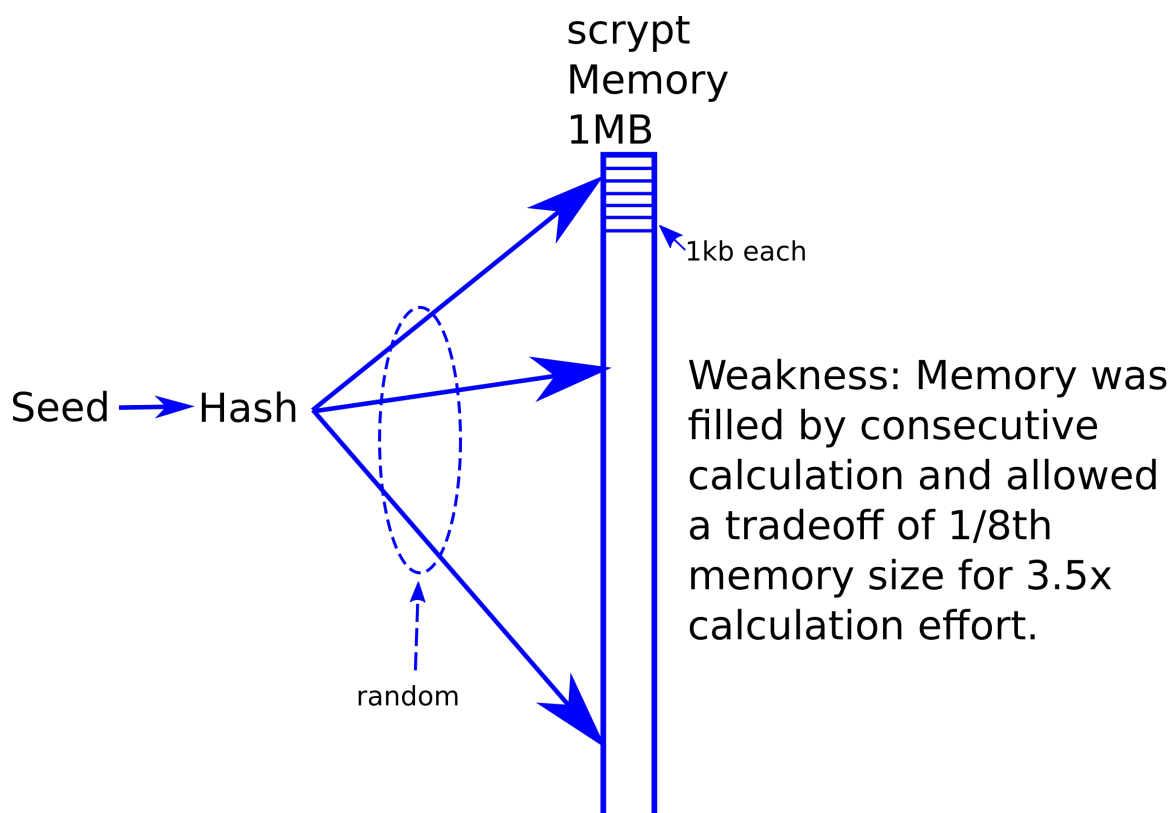 scrypt
Memory
1MB
1kb each
Seed
Hash
random
Weakness: Memory was
filled by consecutive
calculation and allowed
a tradeoff of 1/8th
memory size for 3.5x
calculation effort.